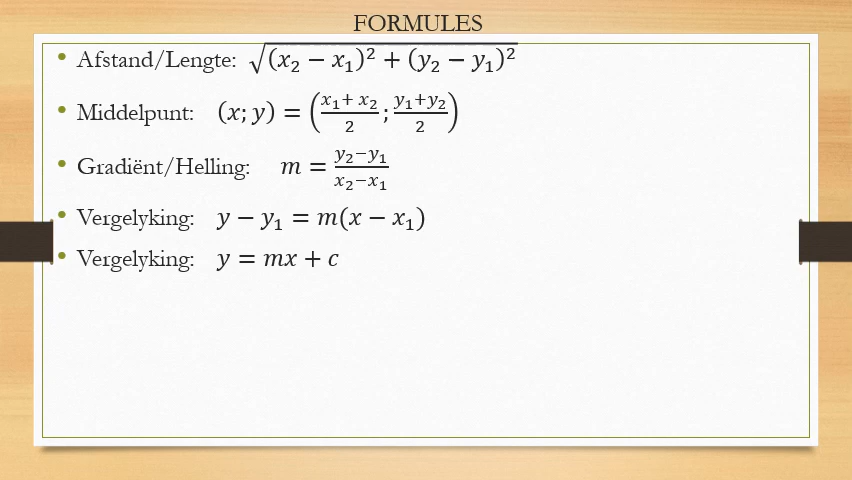 FORMULES
• Afstand/Lengte: √((x₂ − x₁)² + (y₂ − y₁)²)
• Middelpunt: (x; y) = ((x₁+ x₂)/2 ; (y₁+y₂)/2)
• Gradiënt/Helling: m = (y₂−y₁)/(x₂−x₁)
• Vergelyking: y − y₁ = m(x − x₁)
• Vergelyking: y = mx + c